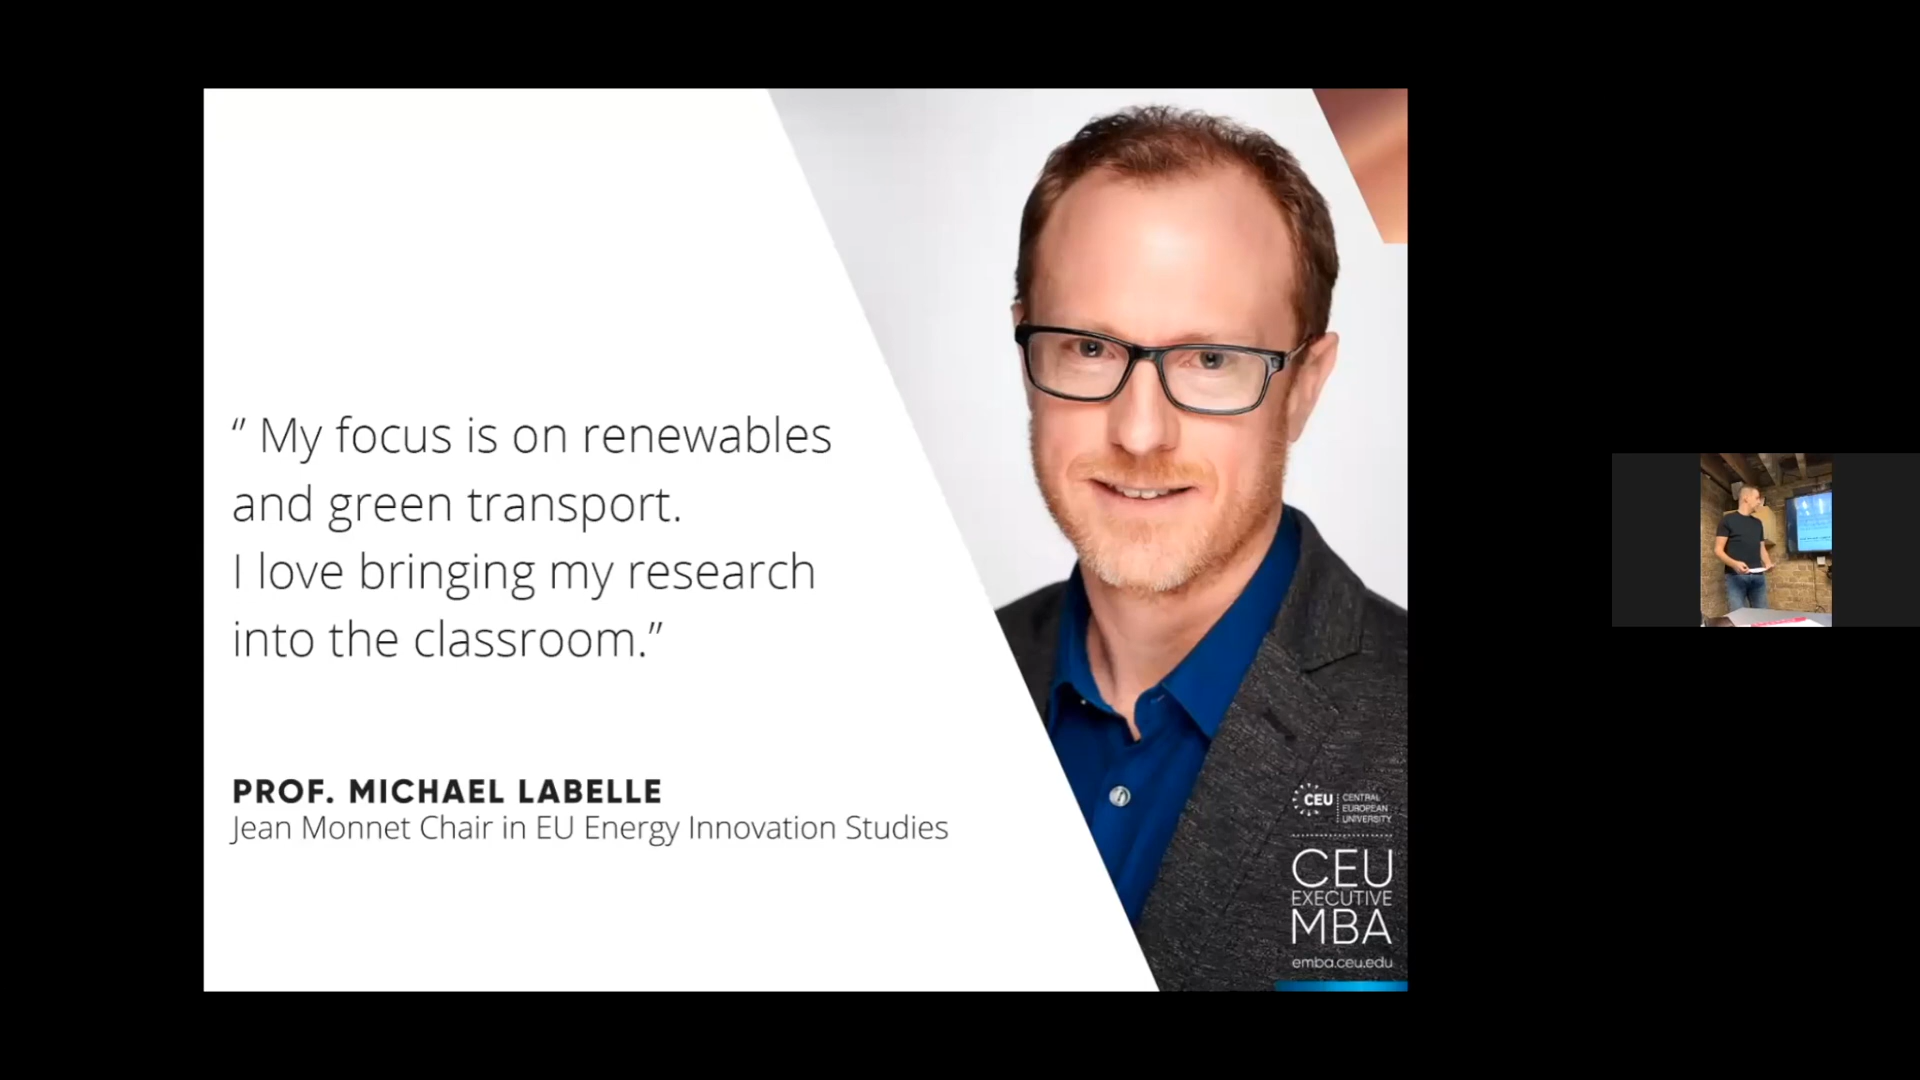 “ My focus is on renewables
and green transport.
I love bringing my research
into the classroom.”
PROF. MICHAEL LABELLE
Jean Monnet Chair in EU Energy Innovation Studies
CEU
CENTRAL
EUROPEAN
UNIVERSITY
CEU
EXECUTIVE
MBA
emba.ceu.edu